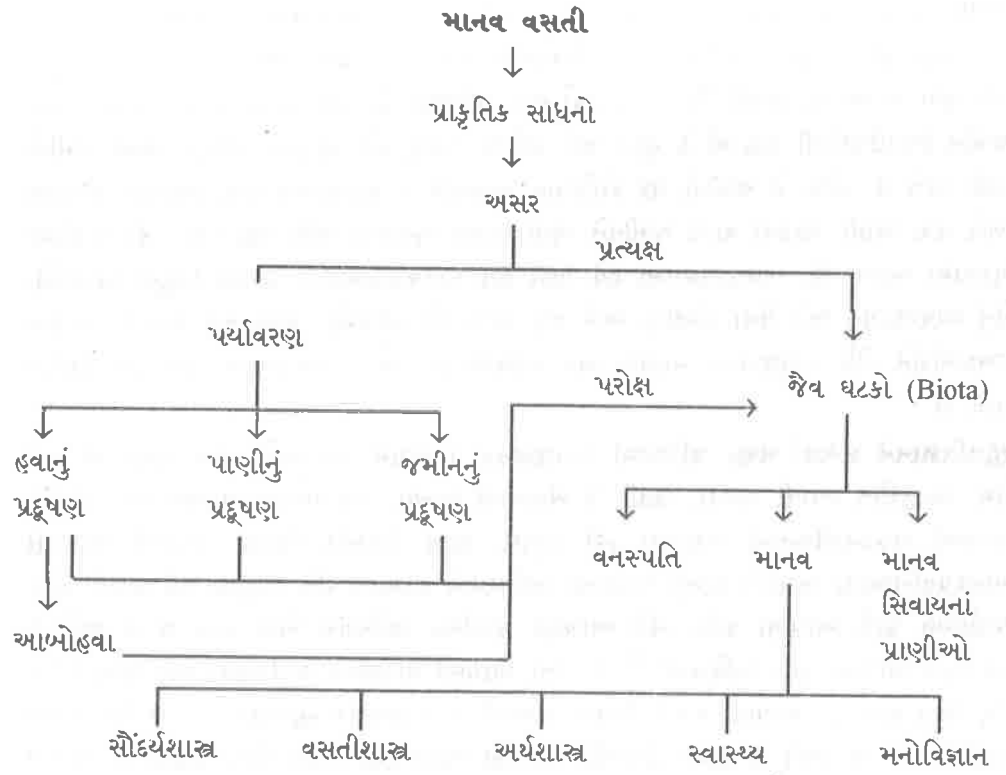 માનવ વસતી
પ્રાકૃતિક સાધનો
અસર
પ્રત્યક્ષ
પર્યાવરણ
પરોક્ષ
જૈવ ઘટકો (Biota)
હવાનું
પ્રદૂષણ
પાણીનું
પ્રદૂષણ
જમીનનું
પ્રદૂષણ
વનસ્પતિ
માનવ
માનવ
સિવાયનાં
પ્રાણીઓ
આબોહવા
સૌંદર્યશાસ્ત્ર
વસતીશાસ્ત્ર
અર્થશાસ્ત્ર
સ્વાસ્થ્ય
મનોવિજ્ઞાન